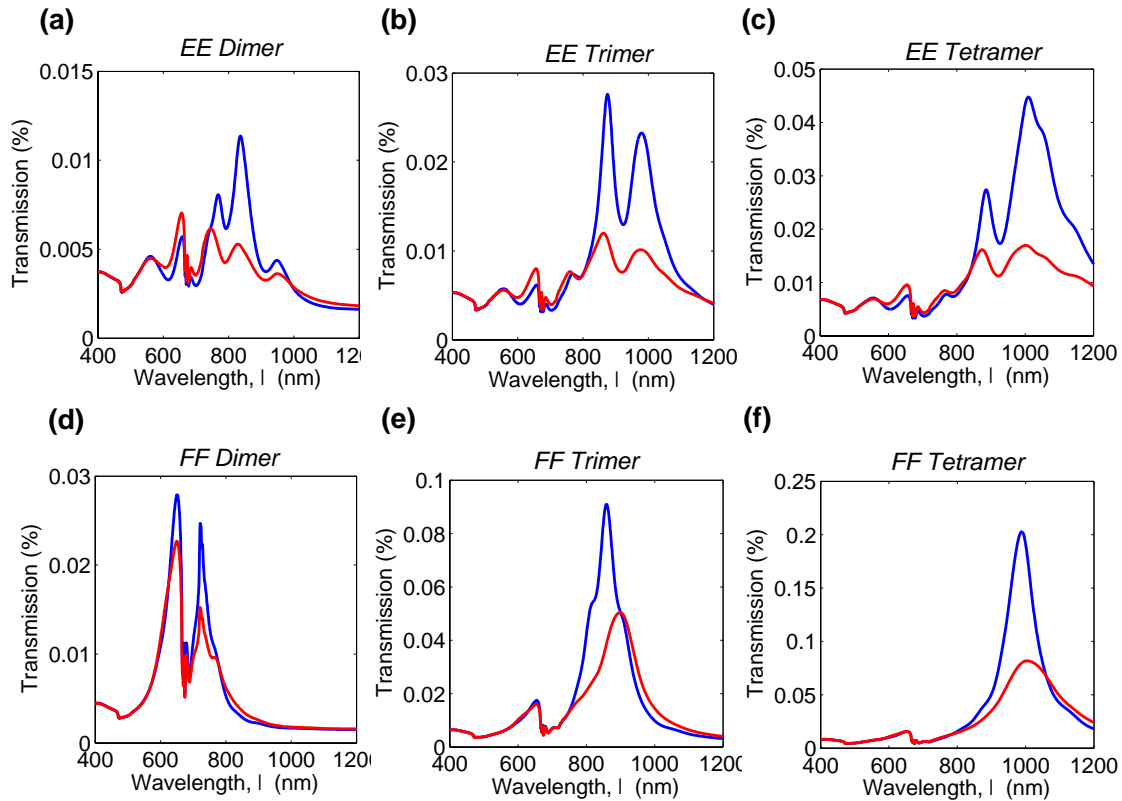 (a)
EE Dimer
0.015
0.01
0.005
0
Transmission (%)
400 600 800 1000 1200
Wavelength, l (nm)
(b)
EE Trimer
0.03
0.02
0.01
0
Transmission (%)
400 600 800 1000 1200
Wavelength, l (nm)
(c)
EE Tetramer
0.05
0.04
0.03
0.02
0.01
0
Transmission (%)
400 600 800 1000 1200
Wavelength, l (nm)
(d)
FF Dimer
0.03
0.02
0.01
0
Transmission (%)
400 600 800 1000 1200
Wavelength, l (nm)
(e)
FF Trimer
0.1
0.08
0.06
0.04
0.02
0
Transmission (%)
400 600 800 1000 1200
Wavelength, l (nm)
(f)
FF Tetramer
0.25
0.2
0.15
0.1
0.05
0
Transmission (%)
400 600 800 1000 1200
Wavelength, l (nm)